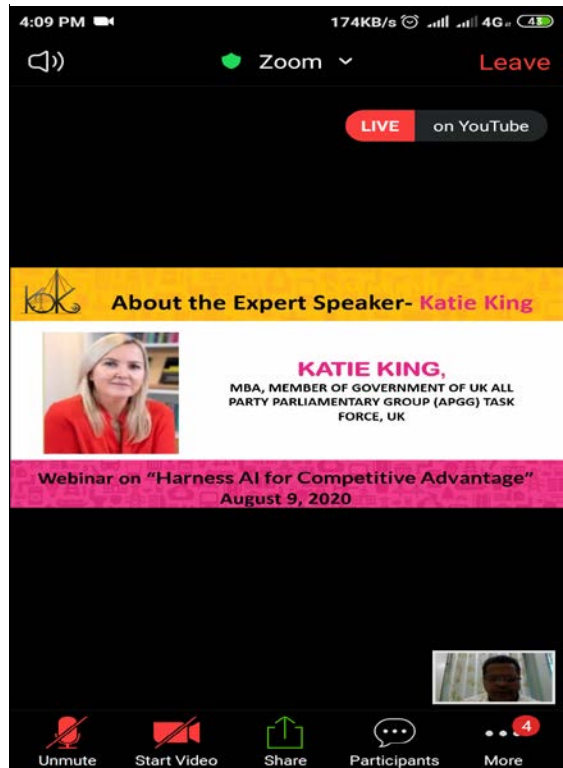 4:09 PM 174KB/s 4G 43
Zoom Leave
LIVE on YouTube
About the Expert Speaker- Katie King
KATIE KING,
MBA, MEMBER OF GOVERNMENT OF UK ALL
PARTY PARLIAMENTARY GROUP (APGG) TASK
FORCE, UK
Webinar on “Harness AI for Competitive Advantage”
August 9, 2020
4
Unmute Start Video Share Participants More